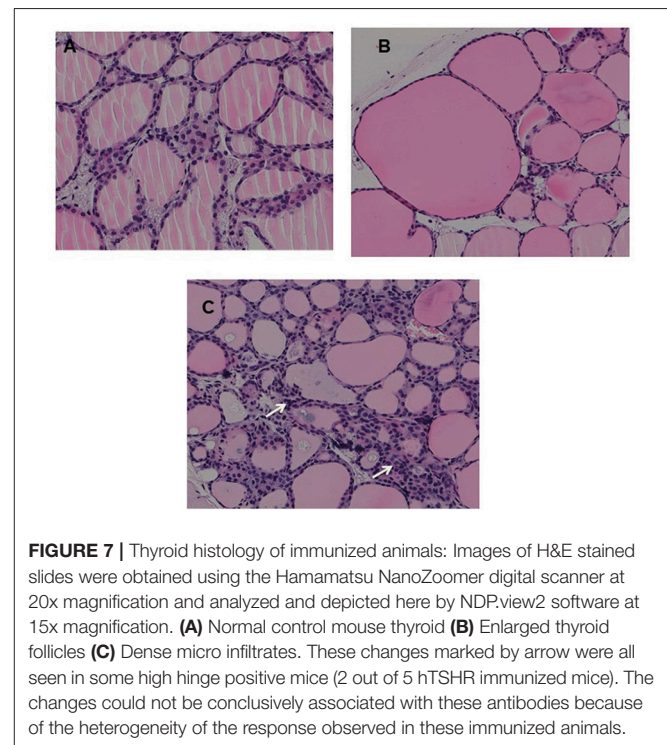 A
B
C
FIGURE 7 | Thyroid histology of immunized animals: Images of H&E stained
slides were obtained using the Hamamatsu NanoZoomer digital scanner at
20x magnification and analyzed and depicted here by NDP.view2 software at
15x magnification. (A) Normal control mouse thyroid (B) Enlarged thyroid
follicles (C) Dense micro infiltrates. These changes marked by arrow were all
seen in some high hinge positive mice (2 out of 5 hTSHR immunized mice). The
changes could not be conclusively associated with these antibodies because
of the heterogeneity of the response observed in these immunized animals.